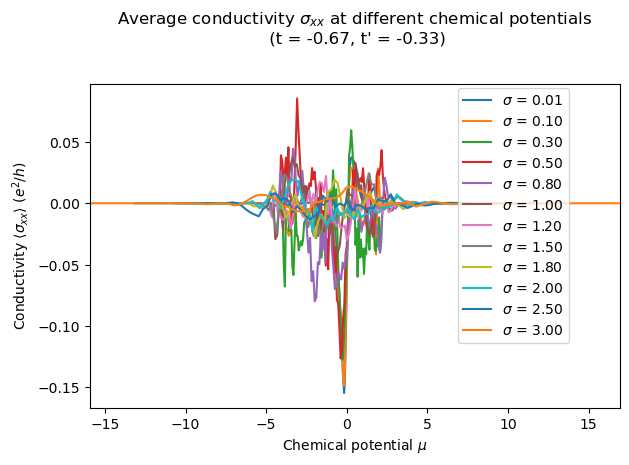 Average conductivity σxx at different chemical potentials
(t = -0.67, t' = -0.33)
Conductivity ⟨σxx⟩ (e²/h)
0.05
0.00
−0.05
−0.10
−0.15
σ = 0.01
σ = 0.10
σ = 0.30
σ = 0.50
σ = 0.80
σ = 1.00
σ = 1.20
σ = 1.50
σ = 1.80
σ = 2.00
σ = 2.50
σ = 3.00
−15 −10 −5 0 5 10 15
Chemical potential μ